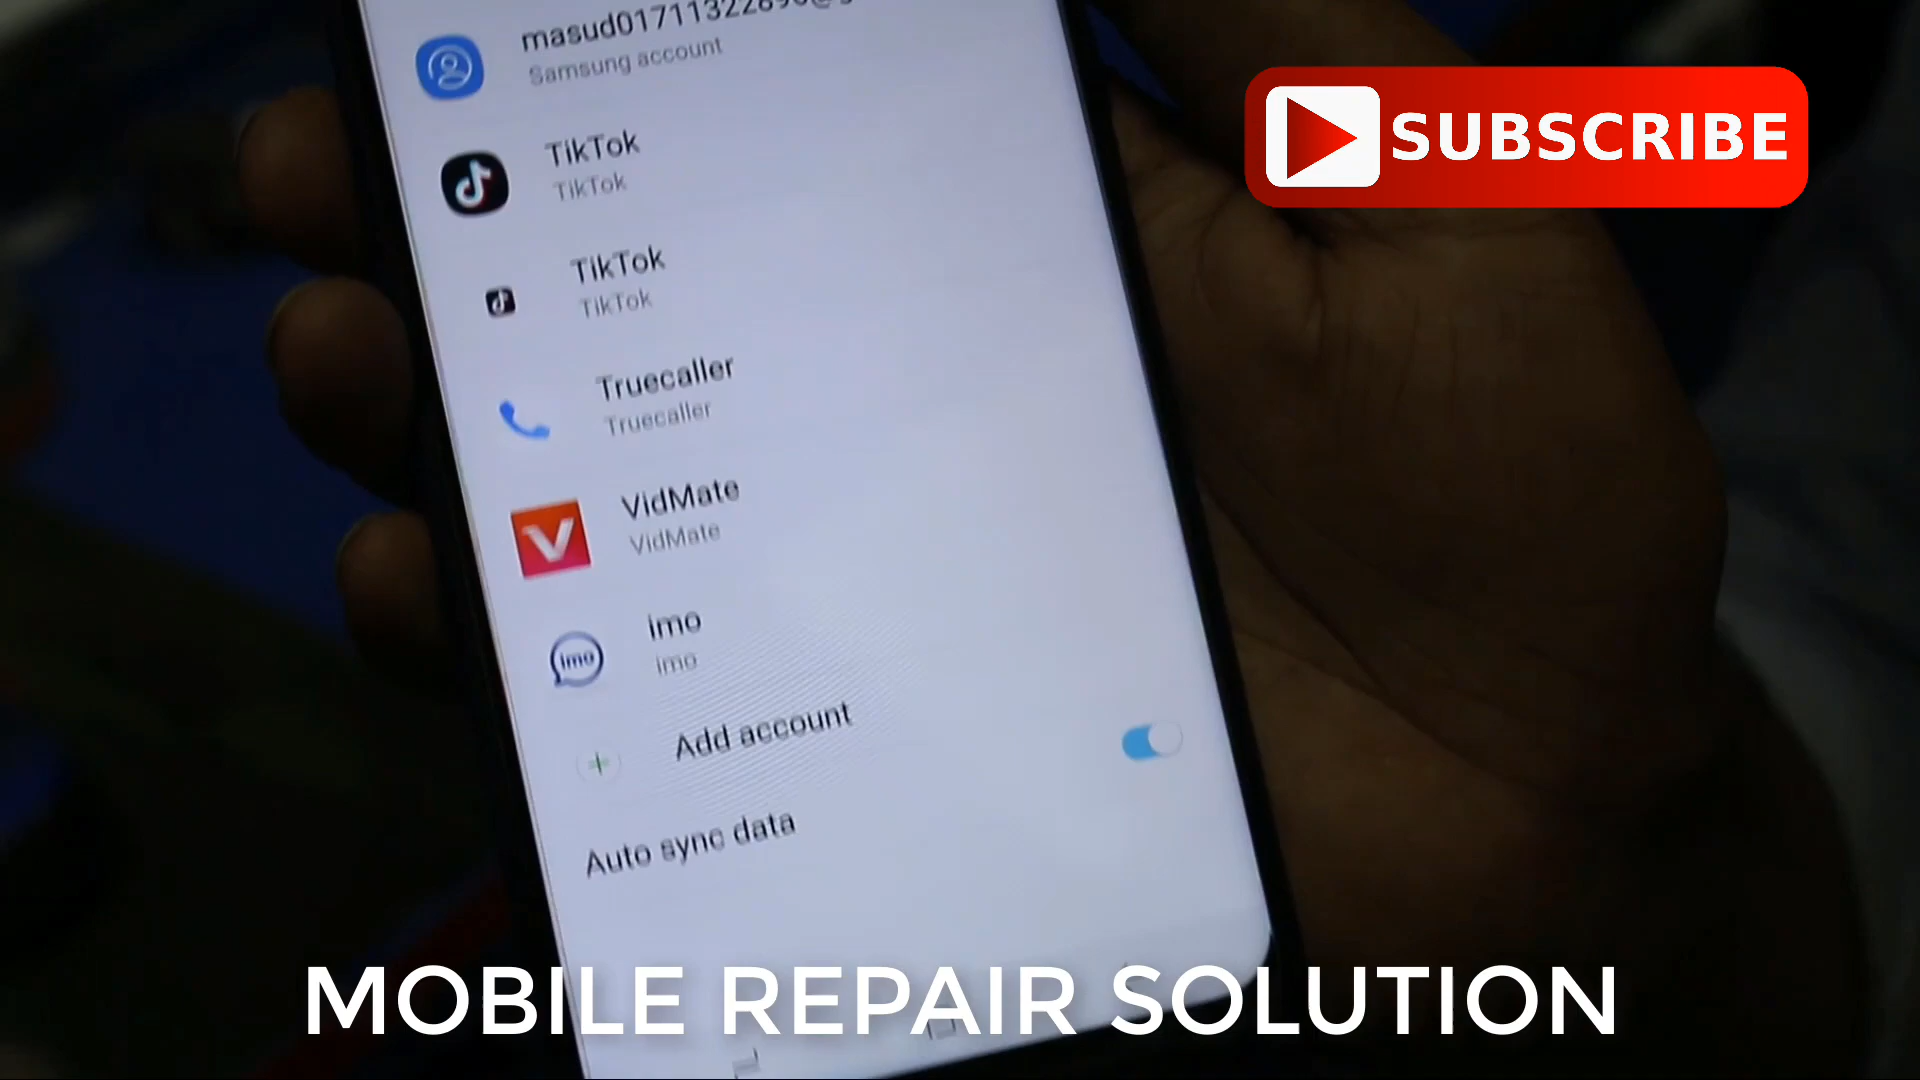 Samsung account
SUBSCRIBE
TikTok
TikTok
TikTok
TikTok
Truecaller
Truecaller
VidMate
VidMate
imo
imo
imo
Add account
Auto sync data
MOBILE REPAIR SOLUTION